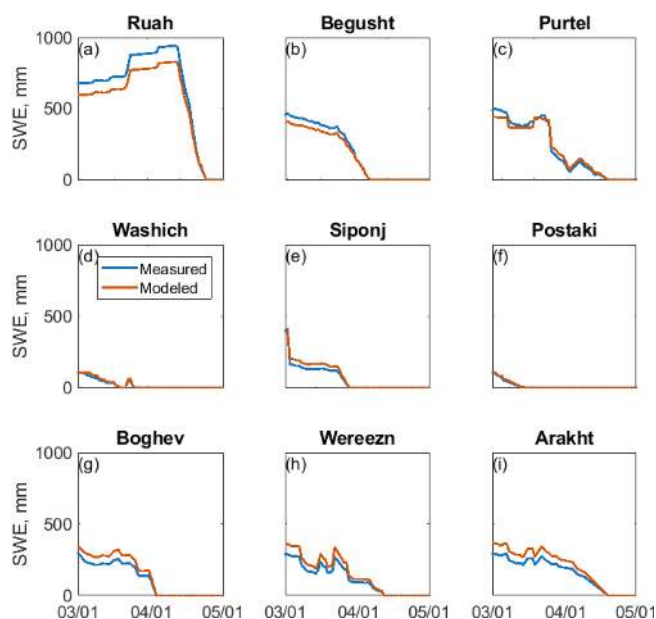 Ruah Begusht Purtel
(a) (b) (c)
SWE, mm
1000
500
0
Washich Siponj Postaki
(d) (e) (f)
Measured
Modeled
SWE, mm
1000
500
0
Boghev Wereezn Arakht
(g) (h) (i)
SWE, mm
1000
500
0
03/01 04/01 05/01 03/01 04/01 05/01 03/01 04/01 05/01